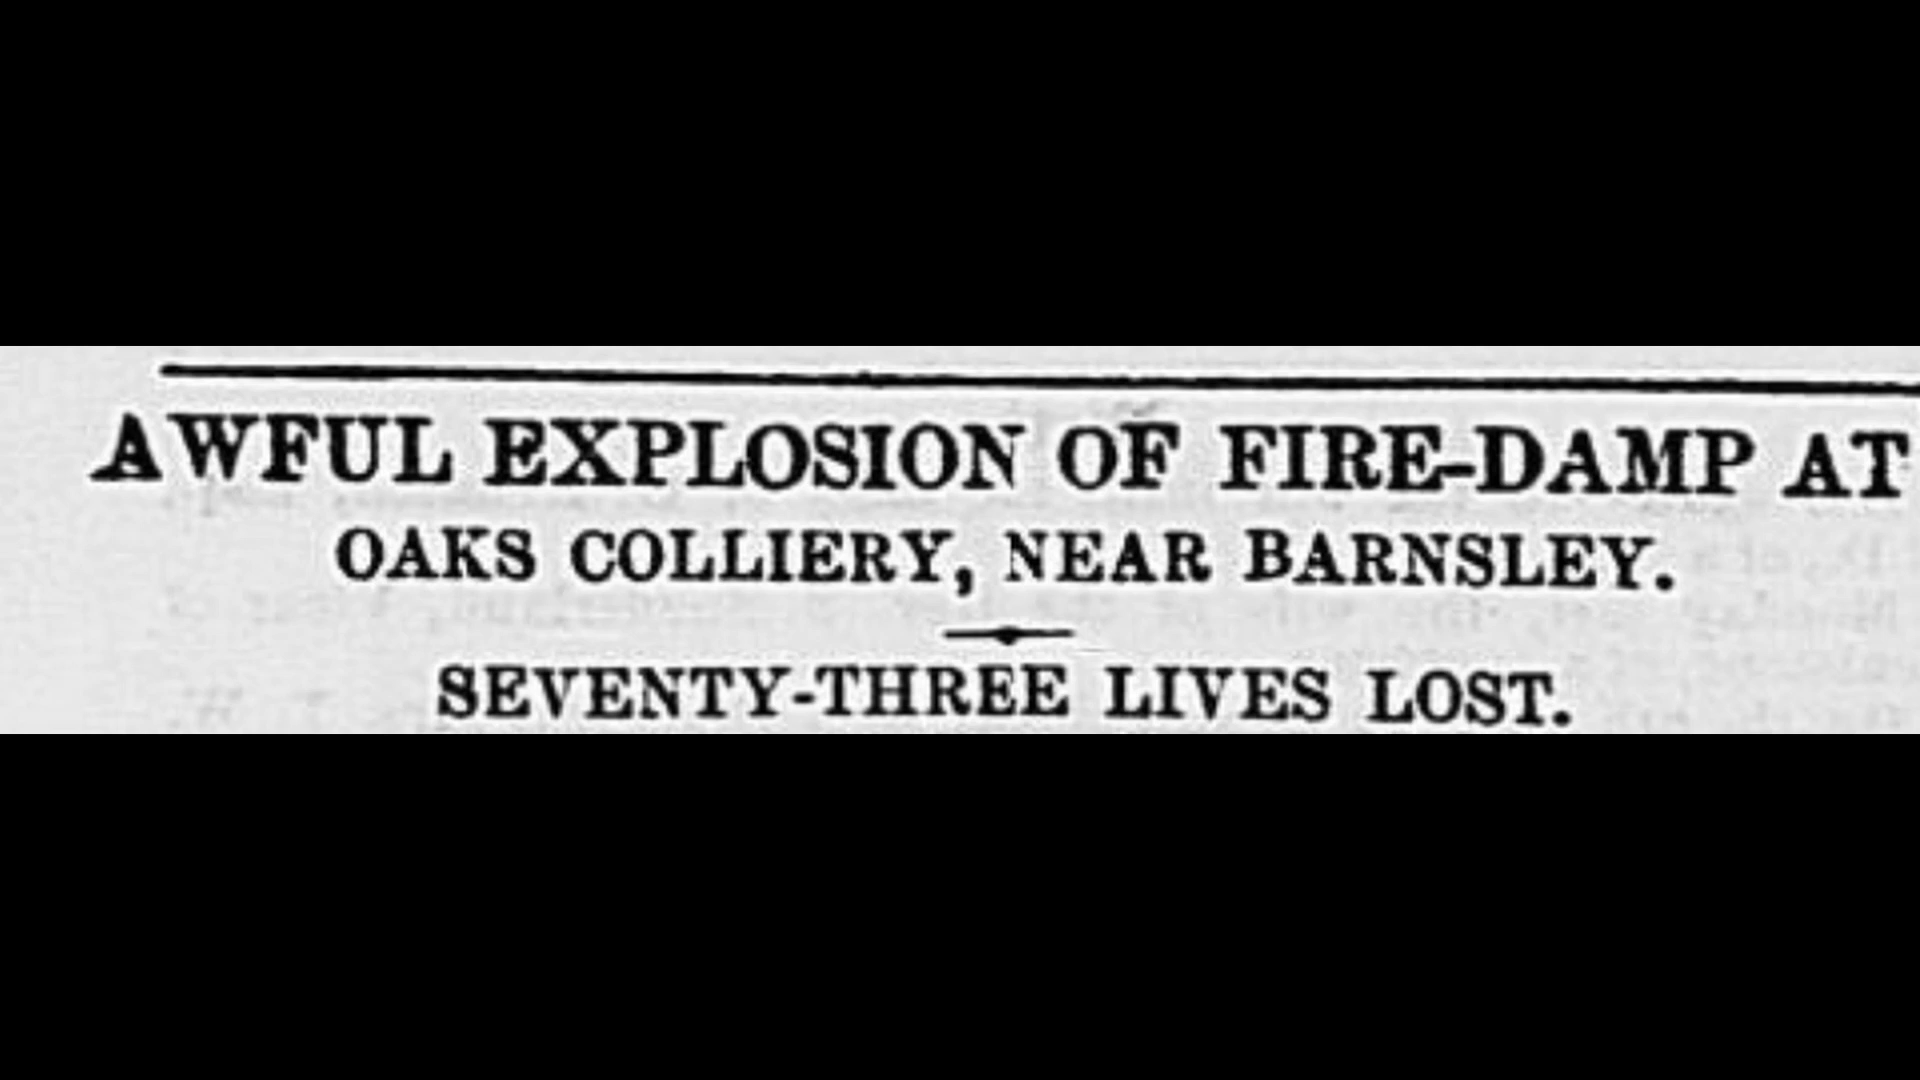 AWFUL EXPLOSION OF FIRE-DAMP AT
OAKS COLLIERY, NEAR BARNSLEY.
SEVENTY-THREE LIVES LOST.